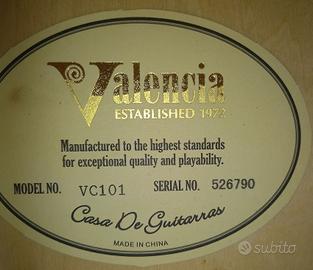 Valencia
ESTABLISHED 1972
Manufactured to the highest standards
for exceptional quality and playability.
MODEL NO. VC101 SERIAL NO. 526790
Casa De Guitarras
MADE IN CHINA
subito